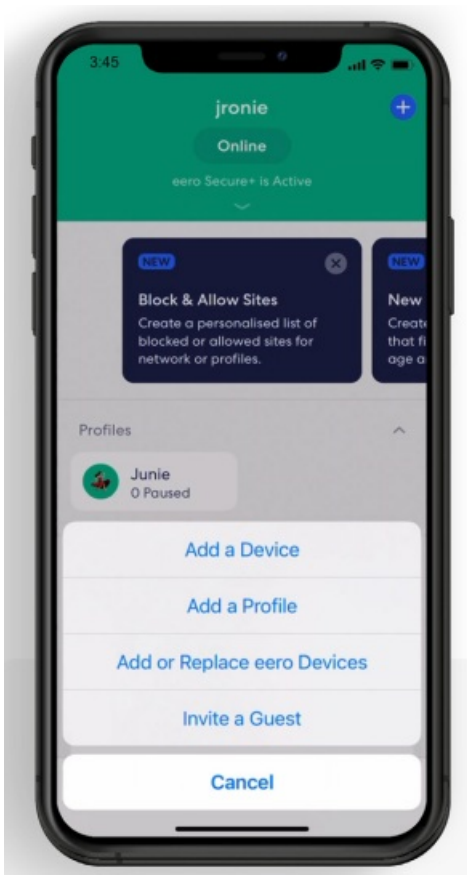 3:45
jronie
Online
eero Secure+ is Active
NEW
Block & Allow Sites
Create a personalised list of
blocked or allowed sites for
network or profiles.
NEW
New
Create
that fi
age a
Profiles
Junie
0 Paused
Add a Device
Add a Profile
Add or Replace eero Devices
Invite a Guest
Cancel